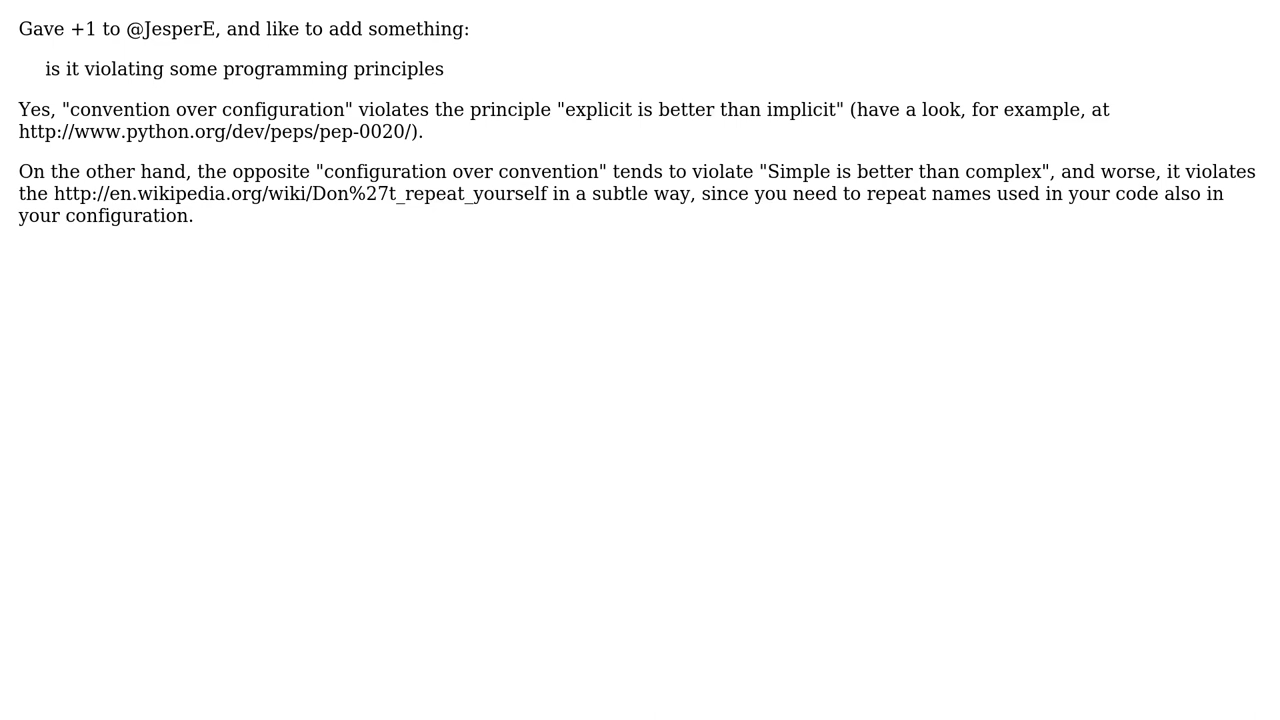 Gave +1 to @JesperE, and like to add something:
is it violating some programming principles
Yes, "convention over configuration" violates the principle "explicit is better than implicit" (have a look, for example, at
http://www.python.org/dev/peps/pep-0020/).
On the other hand, the opposite "configuration over convention" tends to violate "Simple is better than complex", and worse, it violates
the http://en.wikipedia.org/wiki/Don%27t_repeat_yourself in a subtle way, since you need to repeat names used in your code also in
your configuration.